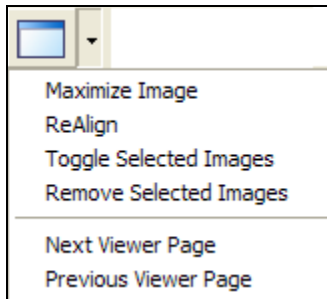 Maximize Image
ReAlign
Toggle Selected Images
Remove Selected Images
Next Viewer Page
Previous Viewer Page